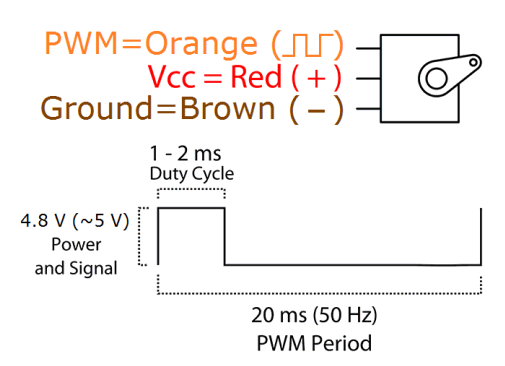 PWM=Orange (⎍⎍)
Vcc = Red ( + )
Ground=Brown ( − )
1 - 2 ms
Duty Cycle
4.8 V (~5 V)
Power
and Signal
20 ms (50 Hz)
PWM Period